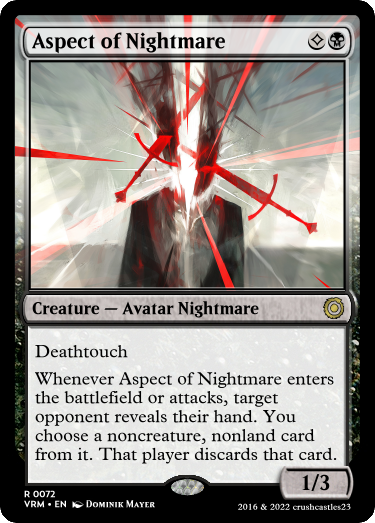 Aspect of Nightmare
Creature — Avatar Nightmare
Deathtouch
Whenever Aspect of Nightmare enters
the battlefield or attacks, target
opponent reveals their hand. You
choose a noncreature, nonland card
from it. That player discards that card.
1/3
R 0072
VRM • EN Dominik Mayer
2016 & 2022 crushcastles23